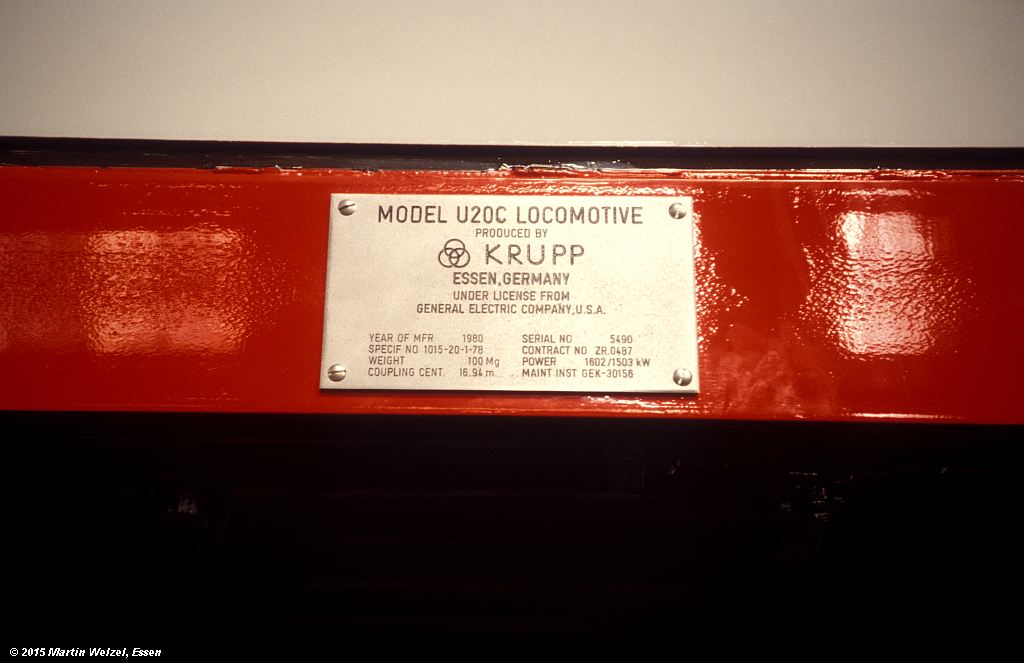 MODEL U20C LOCOMOTIVE
PRODUCED BY
KRUPP
ESSEN, GERMANY
UNDER LICENSE FROM
GENERAL ELECTRIC COMPANY, U.S.A.
YEAR OF MFR 1980 SERIAL NO 5490
SPECIF NO 1015-20-1-78 CONTRACT NO ZR.0487
WEIGHT 100 Mg POWER 1602/1503 kW
COUPLING CENT. 16.94 m MAINT INST GEK-30156
© 2015 Martin Welzel, Essen